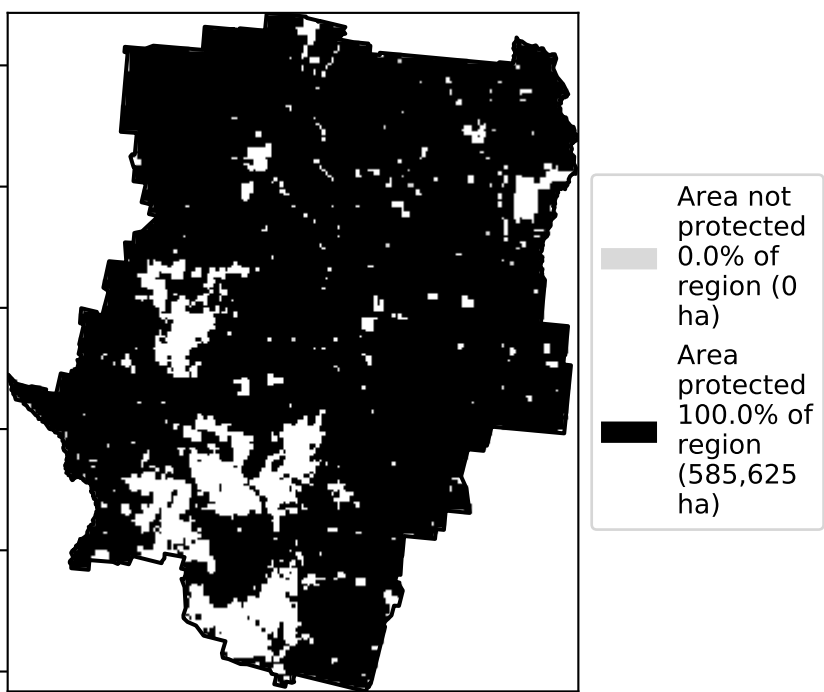 Area not
protected
0.0% of
region (0
ha)
Area
protected
100.0% of
region
(585,625
ha)